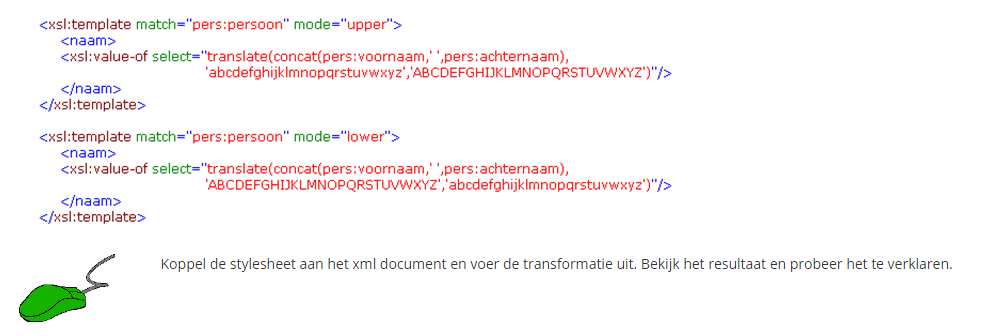 <xsl:template match="pers:persoon" mode="upper">
<naam>
<xsl:value-of select="translate(concat(pers:voornaam,' ',pers:achternaam),
'abcdefghijklmnopqrstuvwxyz','ABCDEFGHIJKLMNOPQRSTUVWXYZ')"/>
</naam>
</xsl:template>
<xsl:template match="pers:persoon" mode="lower">
<naam>
<xsl:value-of select="translate(concat(pers:voornaam,' ',pers:achternaam),
'ABCDEFGHIJKLMNOPQRSTUVWXYZ','abcdefghijklmnopqrstuvwxyz')"/>
</naam>
</xsl:template>
Koppel de stylesheet aan het xml document en voer de transformatie uit. Bekijk het resultaat en probeer het te verklaren.